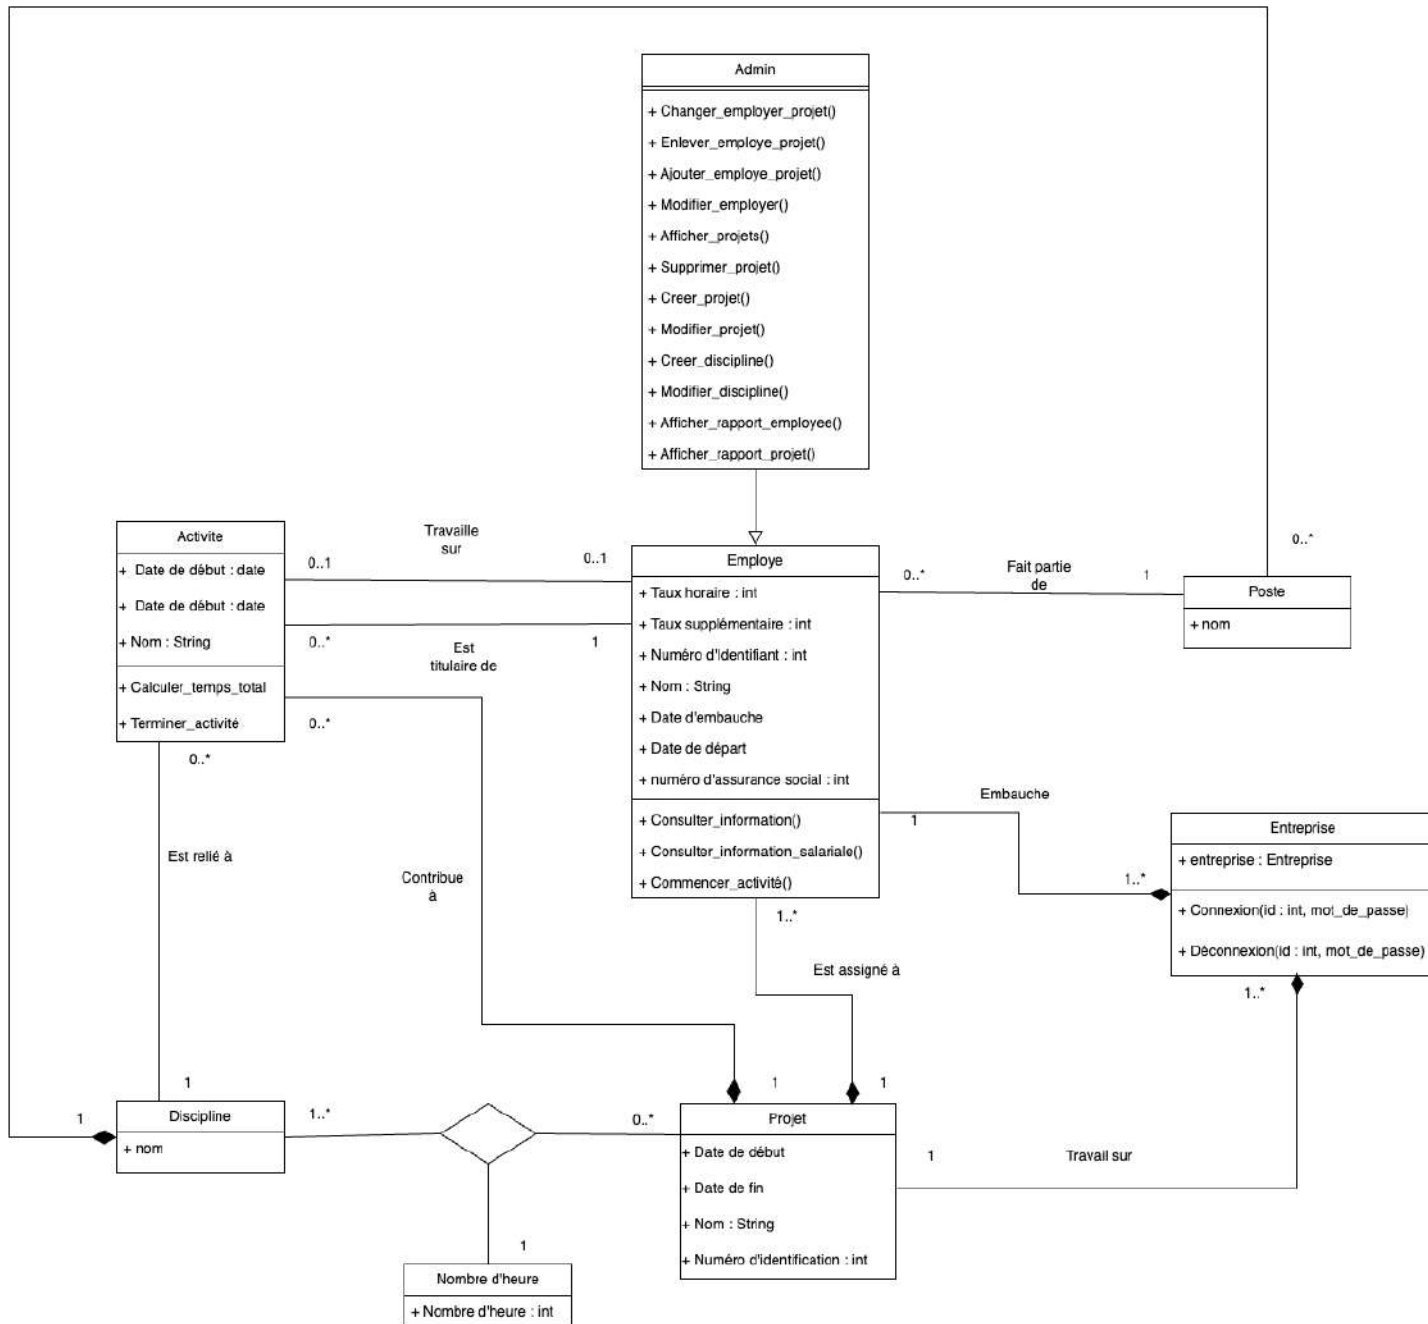 Admin
+ Changer_employer_projet()
+ Enlever_employe_projet()
+ Ajouter_employe_projet()
+ Modifier_employer()
+ Afficher_projets()
+ Supprimer_projet()
+ Creer_projet()
+ Modifier_projet()
+ Creer_discipline()
+ Modifier_discipline()
+ Afficher_rapport_employee()
+ Afficher_rapport_projet()
Activite
+ Date de début : date
+ Date de début : date
+ Nom : String
+ Calculer_temps_total
+ Terminer_activité
0..1
Travaille
sur
0..1
0..*
Est
titulaire de
1
0..*
0..*
Employe
+ Taux horaire : int
+ Taux supplémentaire : int
+ Numéro d'identifiant : int
+ Nom : String
+ Date d'embauche
+ Date de départ
+ numéro d'assurance social : int
+ Consulter_information()
+ Consulter_information_salariale()
+ Commencer_activité()
0..*
Fait partie
de
1
0..*
Poste
+ nom
Embauche
1
1..*
Entreprise
+ entreprise : Entreprise
+ Connexion(id : int, mot_de_passe)
+ Déconnexion(id : int, mot_de_passe)
1..*
Est relié à
Contribue
à
1..*
Est assigné à
1
1
1
1
Discipline
+ nom
1..*
0..*
Projet
+ Date de début
+ Date de fin
+ Nom : String
+ Numéro d'identification : int
1
Travail sur
1
Nombre d'heure
+ Nombre d'heure : int